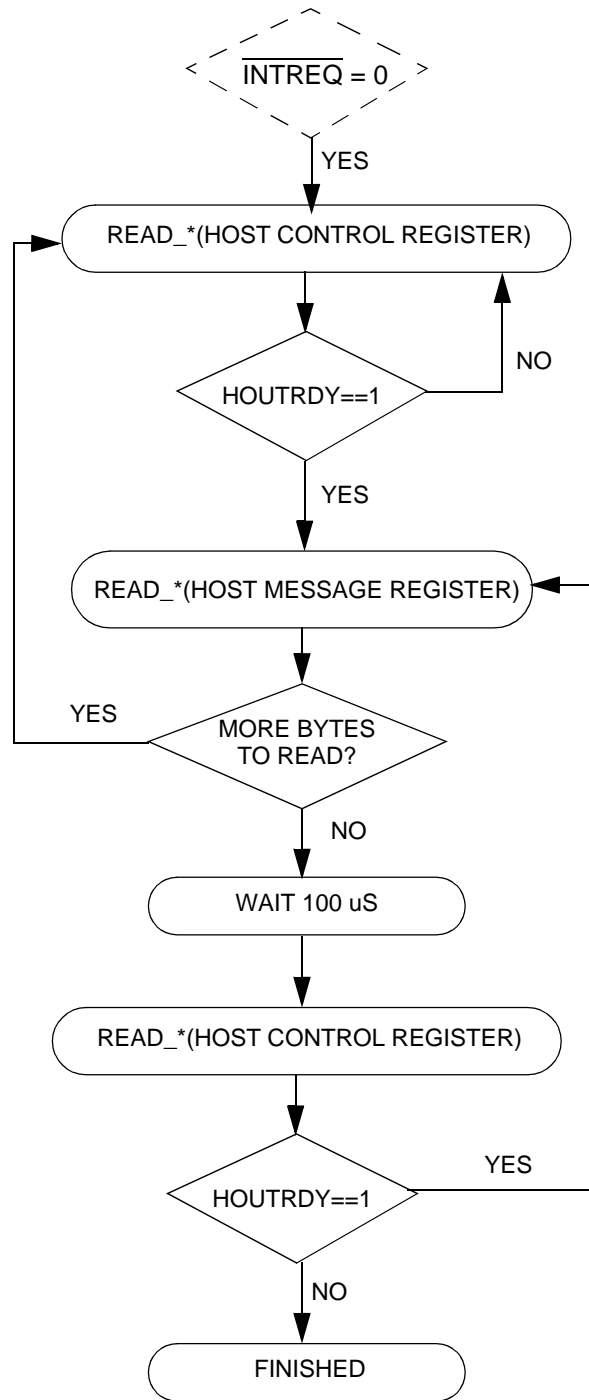 INTREQ = 0
YES
READ_*(HOST CONTROL REGISTER)
NO
HOUTRDY==1
YES
READ_*(HOST MESSAGE REGISTER)
YES
MORE BYTES
TO READ?
NO
WAIT 100 uS
READ_*(HOST CONTROL REGISTER)
YES
HOUTRDY==1
NO
FINISHED